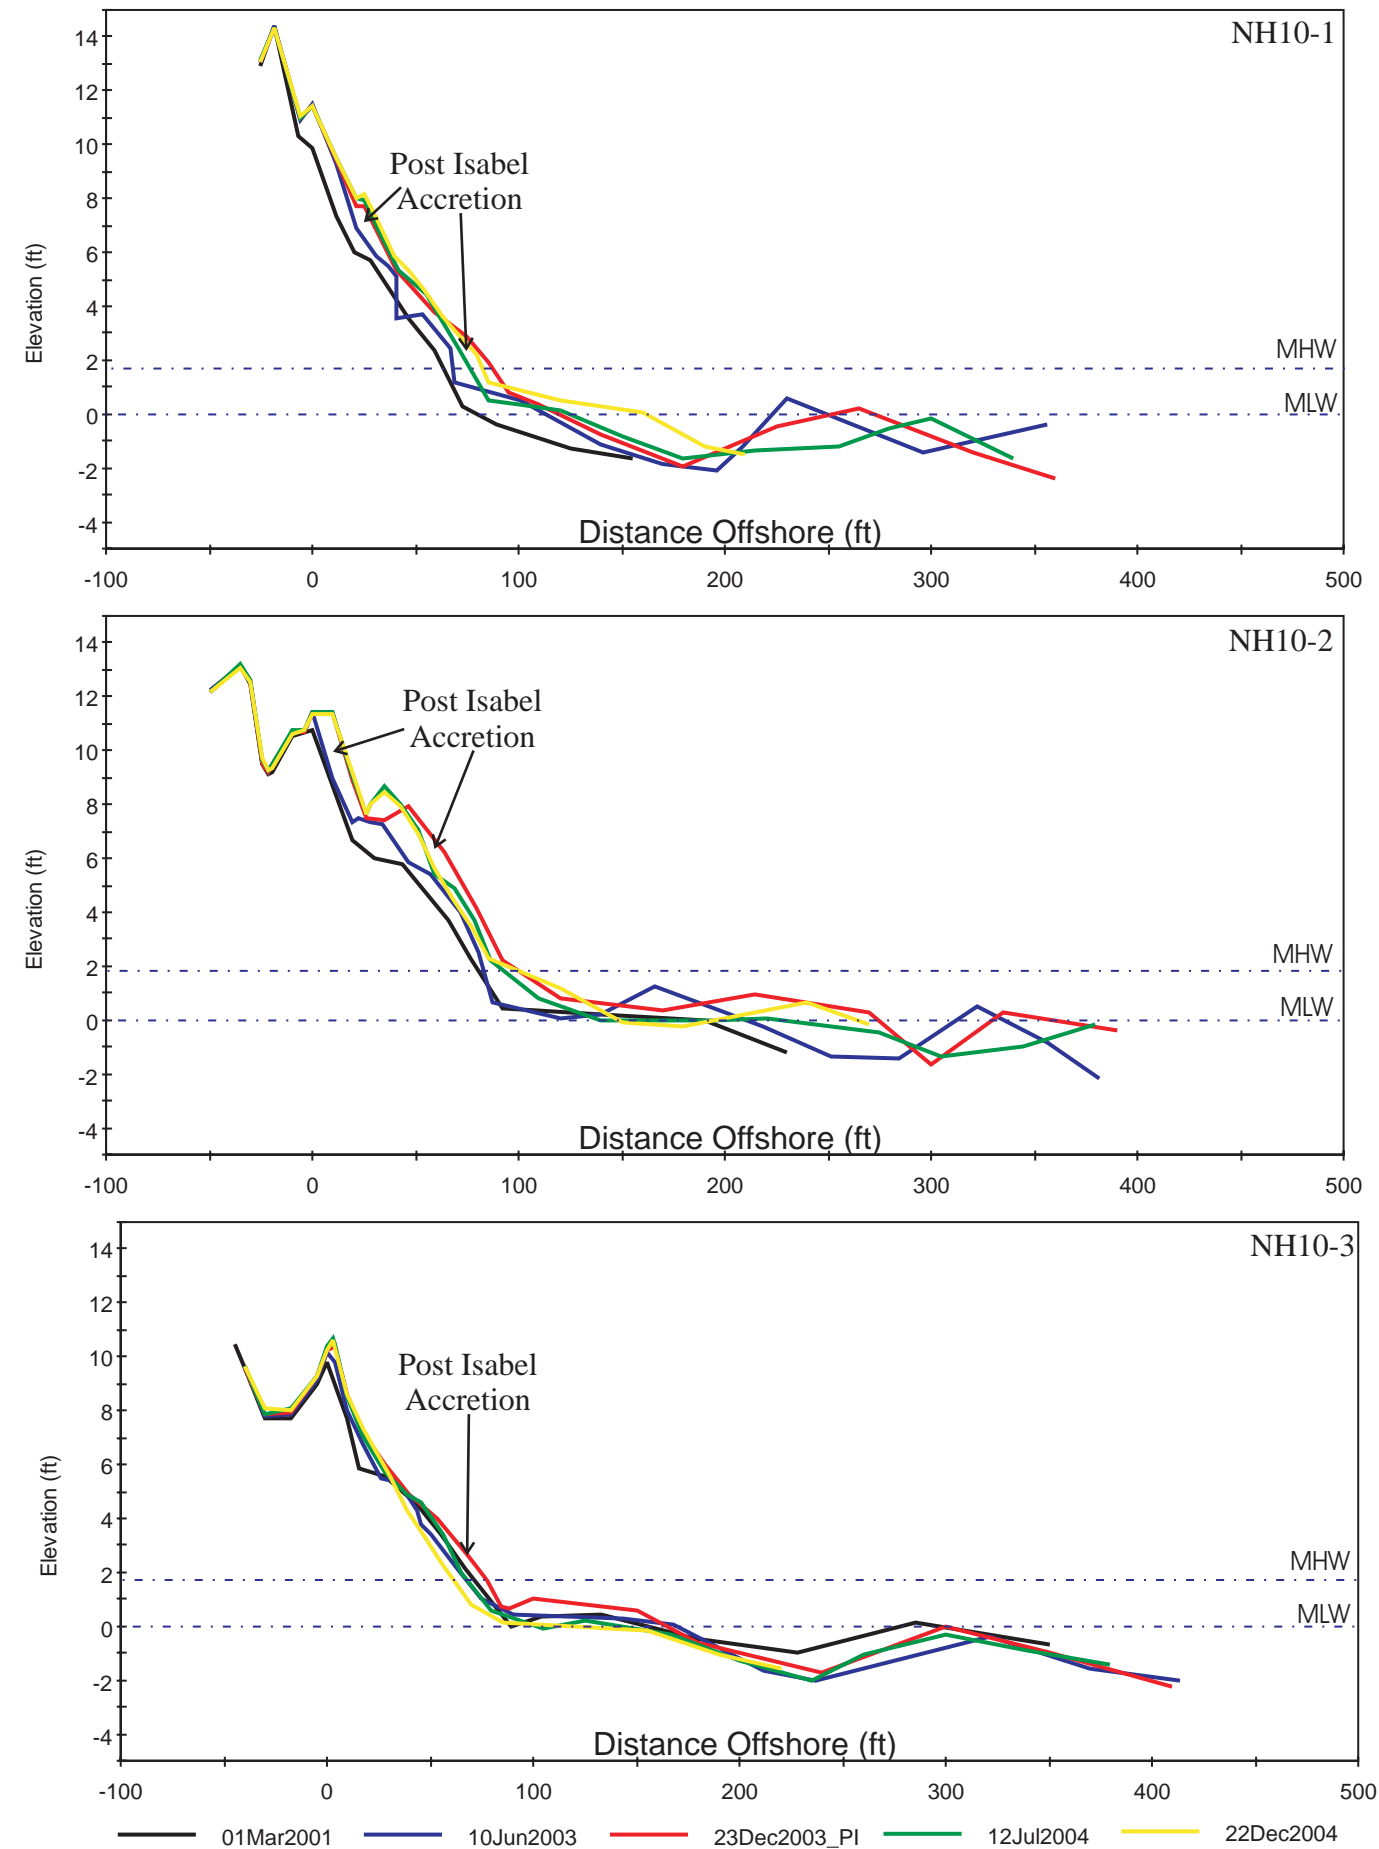 NH10-1
14
12
10
8
6
4
2
0
-2
-4
Elevation (ft)
Post Isabel
Accretion
MHW
MLW
Distance Offshore (ft)
-100 0 100 200 300 400 500
NH10-2
14
12
10
8
6
4
2
0
-2
-4
Elevation (ft)
Post Isabel
Accretion
MHW
MLW
Distance Offshore (ft)
-100 0 100 200 300 400 500
NH10-3
14
12
10
8
6
4
2
0
-2
-4
Elevation (ft)
Post Isabel
Accretion
MHW
MLW
Distance Offshore (ft)
-100 0 100 200 300 400 500
01Mar2001 10Jun2003 23Dec2003_PI 12Jul2004 22Dec2004